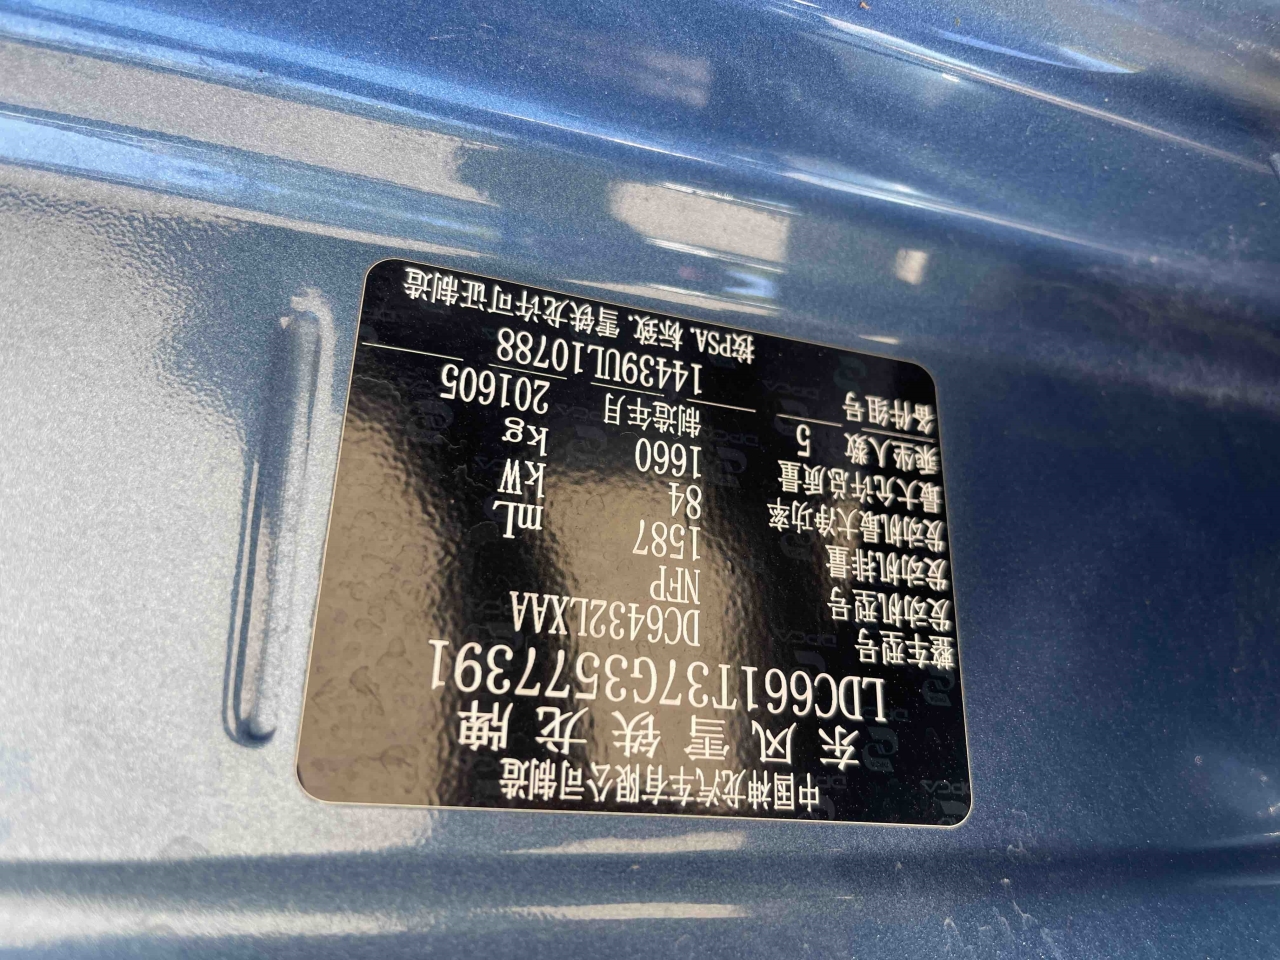 中国神龙汽车有限公司制造
东风雪铁龙牌
LDC661T37G3577391
整车型号 DC6432LXAA
发动机型号 NFP
发动机排量 1587 mL
发动机最大净功率 84 kW
最大允许总质量 1660 kg
乘坐人数 5 制造年月 201605
备件组号 14439UL10788
按PSA. 标致. 雪铁龙许可证制造